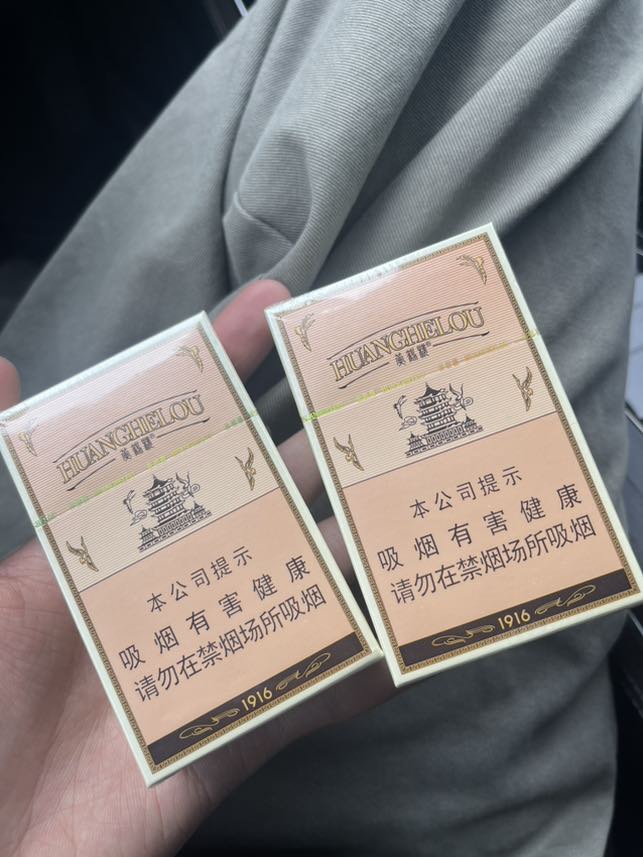 HUANGHELOU
黄鹤楼
本公司提示
吸烟有害健康
请勿在禁烟场所吸烟
1916
HUANGHELOU
黄鹤楼
本公司提示
吸烟有害健康
请勿在禁烟场所吸烟
1916